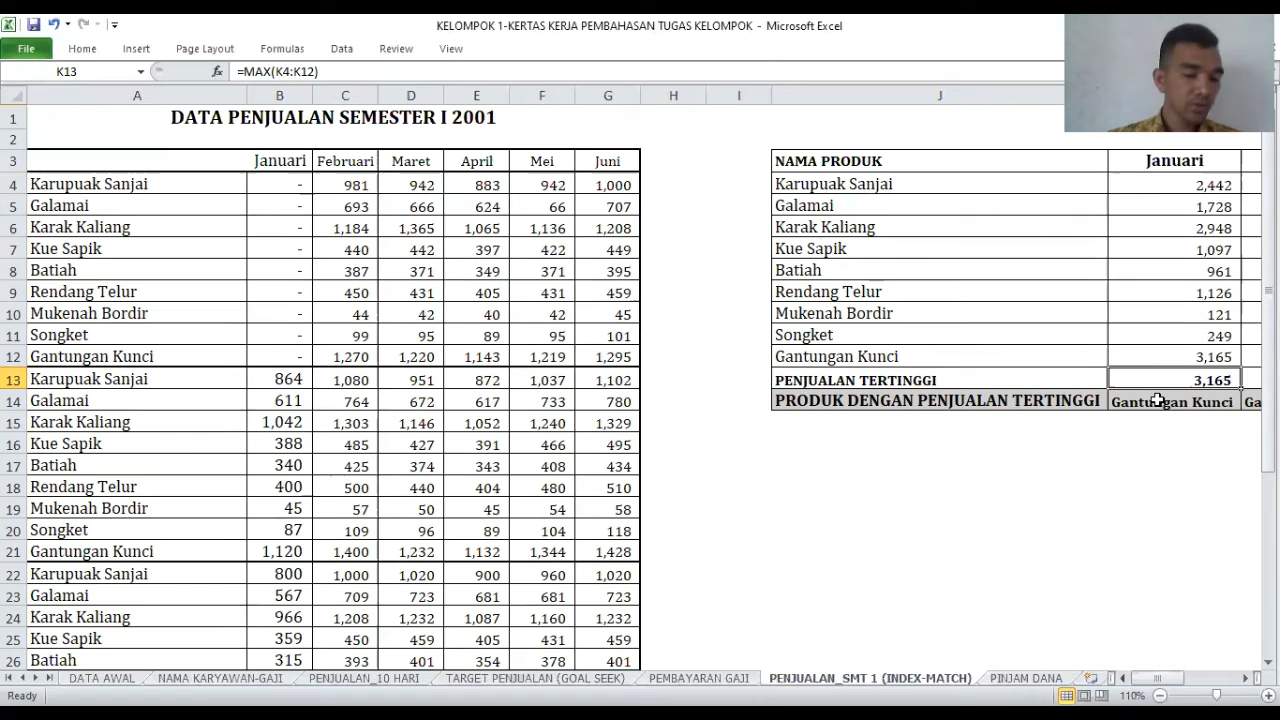 KELOMPOK 1-KERTAS KERJA PEMBAHASAN TUGAS KELOMPOK - Microsoft Excel
File Home Insert Page Layout Formulas Data Review View
K13 fx =MAX(K4:K12)
A B C D E F G H I J
1 DATA PENJUALAN SEMESTER I 2001
2
3 Januari Februari Maret April Mei Juni NAMA PRODUK Januari
4 Karupuak Sanjai - 981 942 883 942 1,000 Karupuak Sanjai 2,442
5 Galamai - 693 666 624 66 707 Galamai 1,728
6 Karak Kaliang - 1,184 1,365 1,065 1,136 1,208 Karak Kaliang 2,948
7 Kue Sapik - 440 442 397 422 449 Kue Sapik 1,097
8 Batiah - 387 371 349 371 395 Batiah 961
9 Rendang Telur - 450 431 405 431 459 Rendang Telur 1,126
10 Mukenah Bordir - 44 42 40 42 45 Mukenah Bordir 121
11 Songket - 99 95 89 95 101 Songket 249
12 Gantungan Kunci - 1,270 1,220 1,143 1,219 1,295 Gantungan Kunci 3,165
13 Karupuak Sanjai 864 1,080 951 872 1,037 1,102 PENJUALAN TERTINGGI 3,165
14 Galamai 611 764 672 617 733 780 PRODUK DENGAN PENJUALAN TERTINGGI Gantungan Kunci Ga
15 Karak Kaliang 1,042 1,303 1,146 1,052 1,240 1,329
16 Kue Sapik 388 485 427 391 466 495
17 Batiah 340 425 374 343 408 434
18 Rendang Telur 400 500 440 404 480 510
19 Mukenah Bordir 45 57 50 45 54 58
20 Songket 87 109 96 89 104 118
21 Gantungan Kunci 1,120 1,400 1,232 1,132 1,344 1,428
22 Karupuak Sanjai 800 1,000 1,020 900 960 1,020
23 Galamai 567 709 723 681 681 723
24 Karak Kaliang 966 1,208 1,232 1,087 1,160 1,232
25 Kue Sapik 359 450 459 405 431 459
26 Batiah 315 393 401 354 378 401
DATA AWAL NAMA KARYAWAN-GAJI PENJUALAN_10 HARI TARGET PENJUALAN (GOAL SEEK) PEMBAYARAN GAJI PENJUALAN_SMT 1 (INDEX-MATCH) PINJAM DANA
Ready 110%